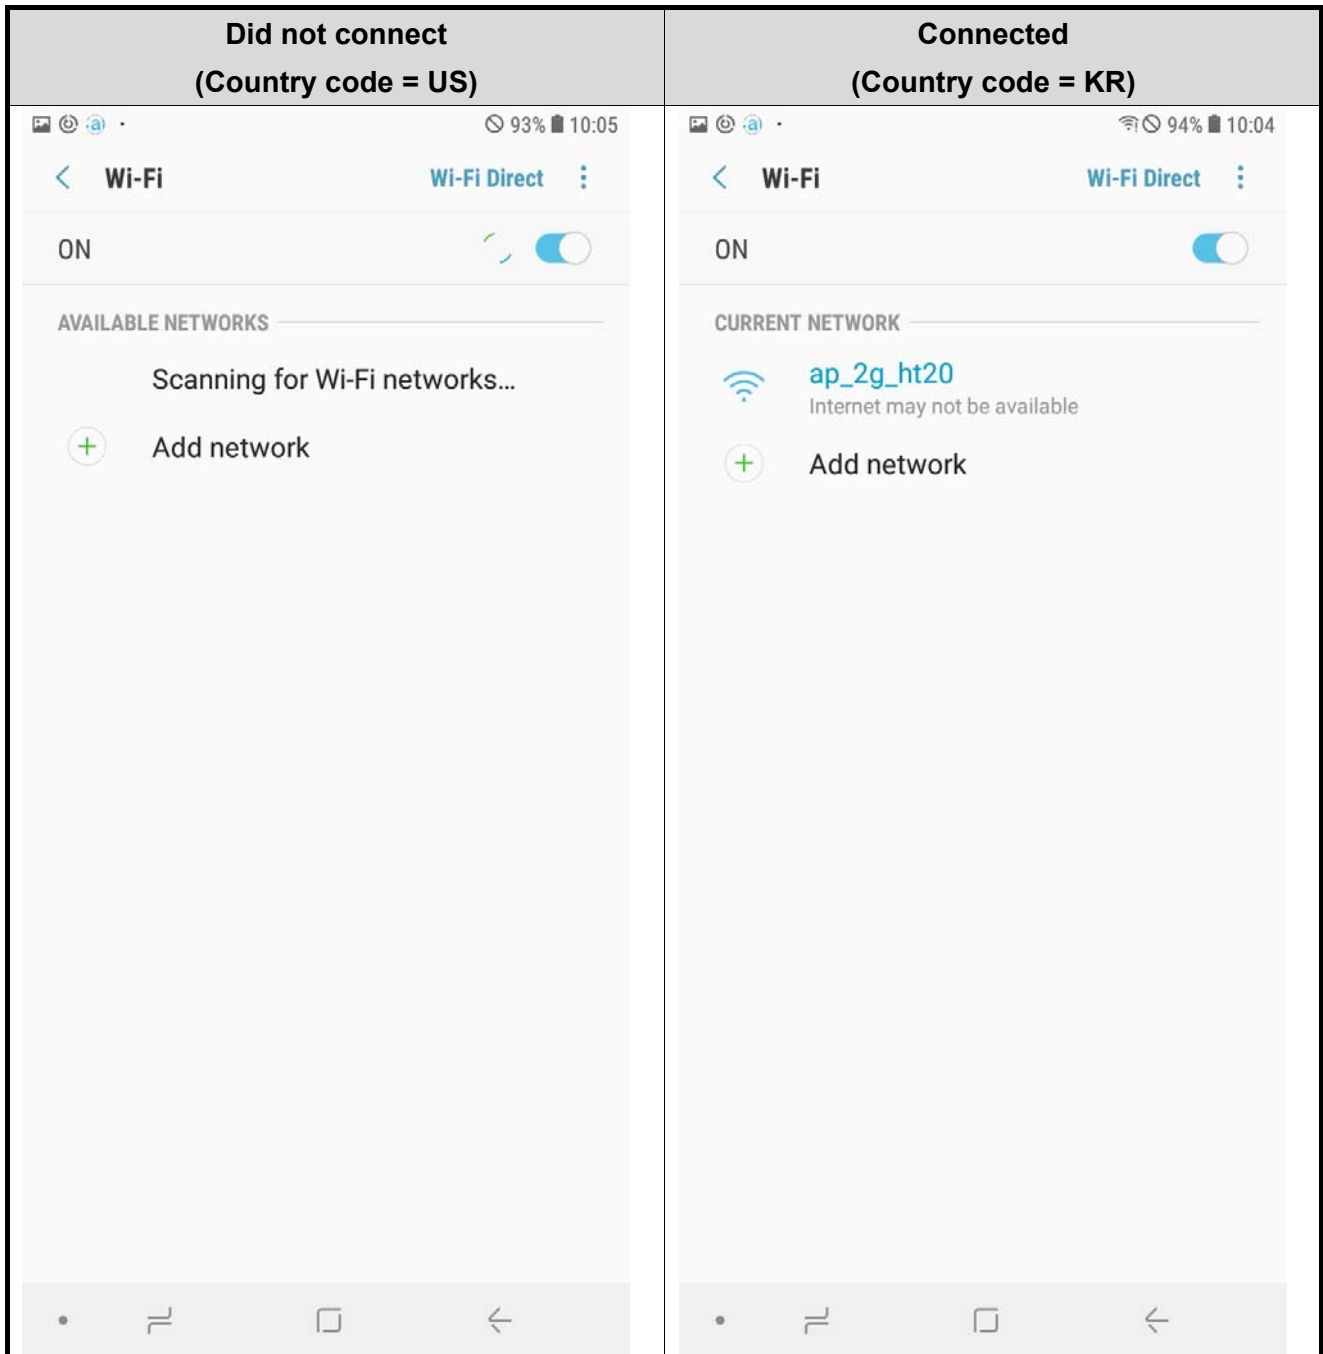 Did not connect
(Country code = US)
93% 10:05
Wi-Fi Wi-Fi Direct
ON
AVAILABLE NETWORKS
Scanning for Wi-Fi networks...
Add network
Connected
(Country code = KR)
94% 10:04
Wi-Fi Wi-Fi Direct
ON
CURRENT NETWORK
ap_2g_ht20
Internet may not be available
Add network